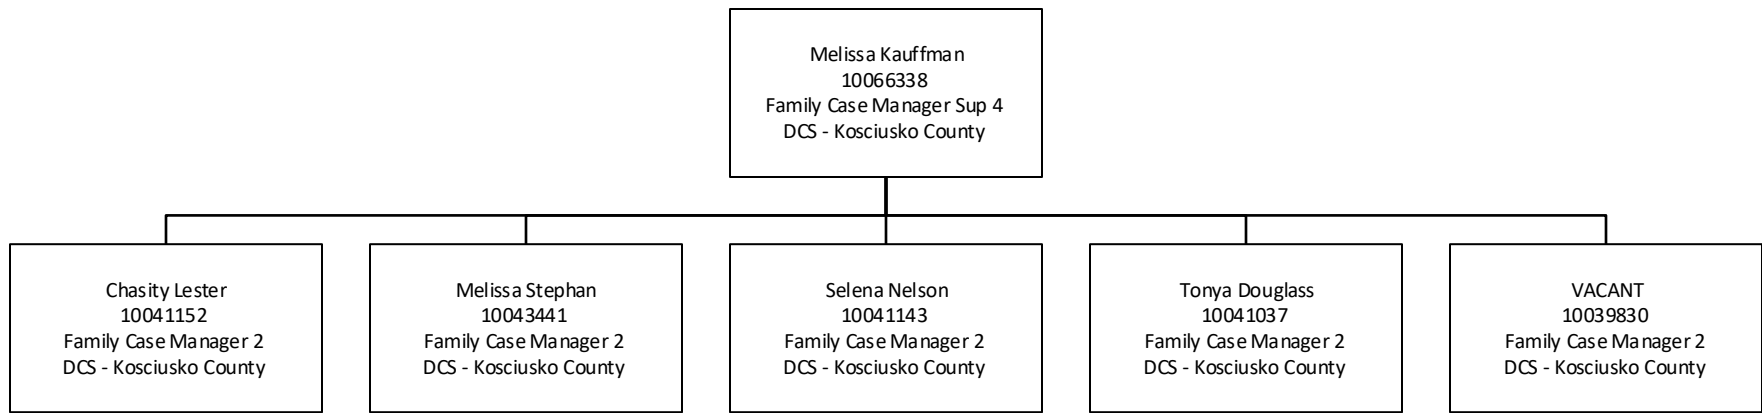 Melissa Kauffman
10066338
Family Case Manager Sup 4
DCS - Kosciusko County
Chasity Lester
10041152
Family Case Manager 2
DCS - Kosciusko County
Melissa Stephan
10043441
Family Case Manager 2
DCS - Kosciusko County
Selena Nelson
10041143
Family Case Manager 2
DCS - Kosciusko County
Tonya Douglass
10041037
Family Case Manager 2
DCS - Kosciusko County
VACANT
10039830
Family Case Manager 2
DCS - Kosciusko County